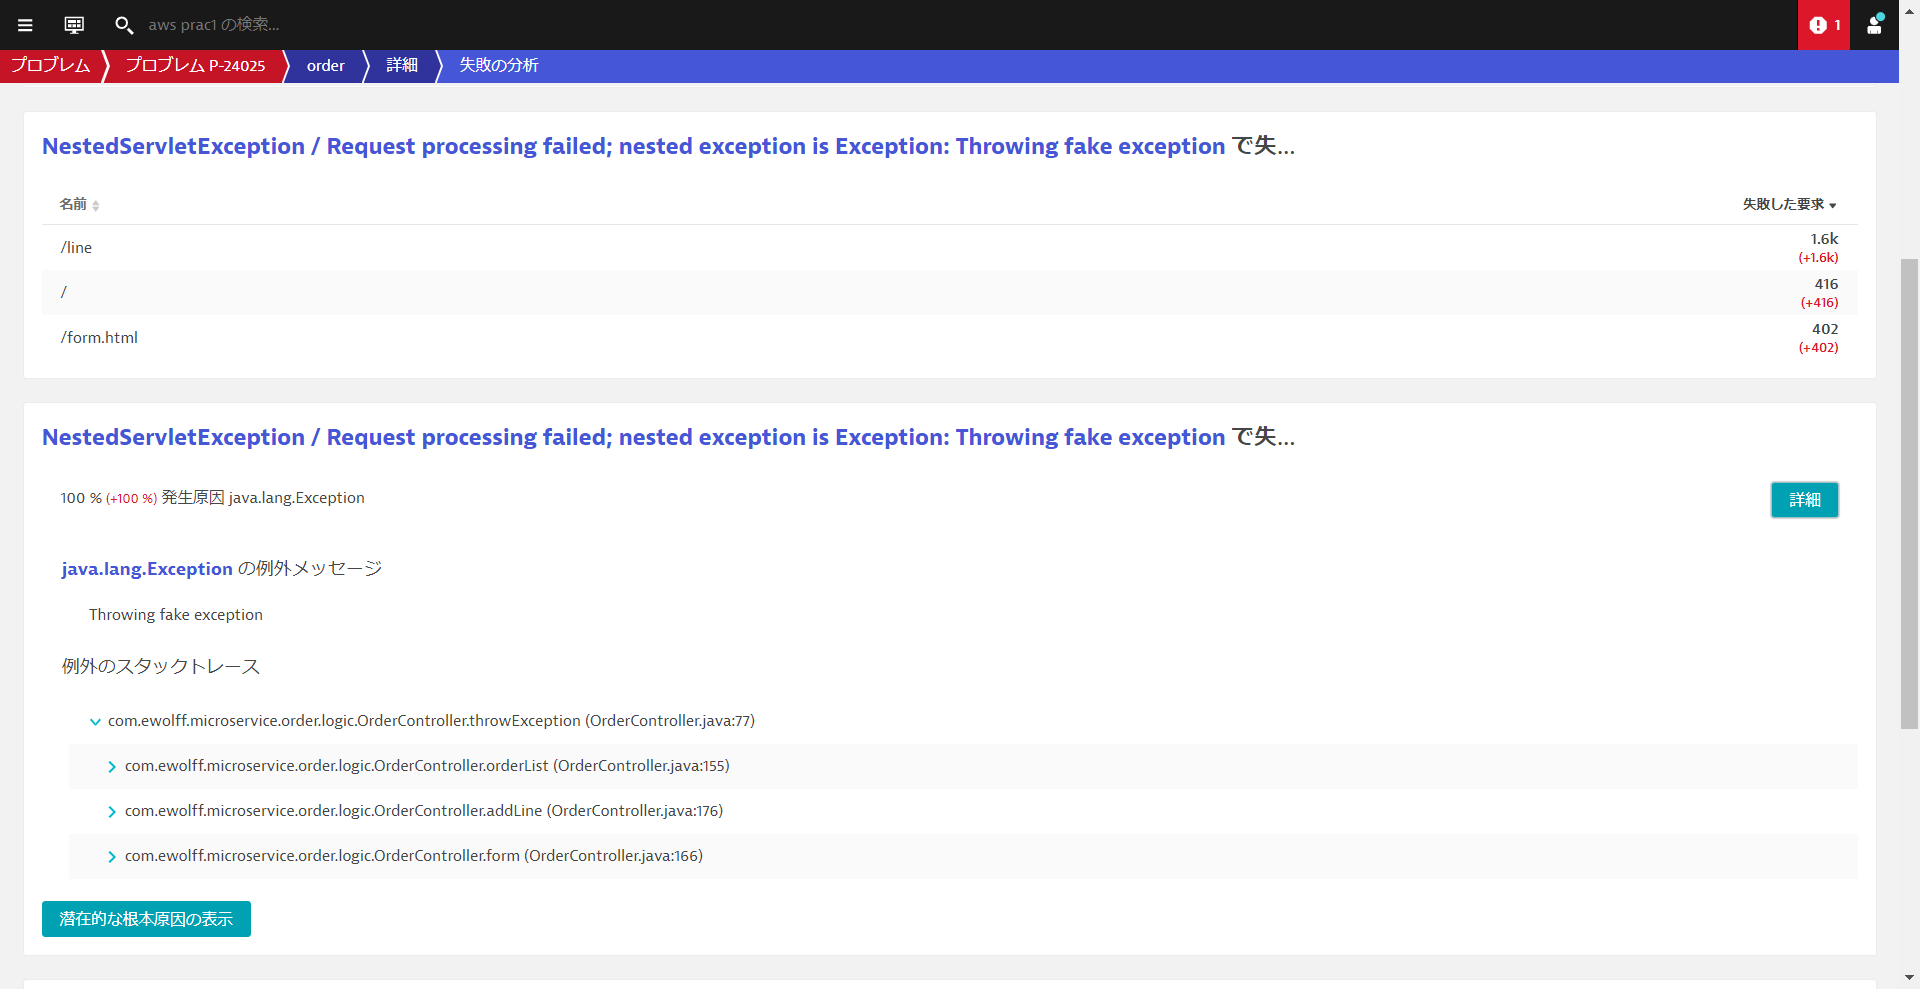 aws prac1 の検索...
1
プロブレム
プロブレム P-24025
order
詳細
失敗の分析
NestedServletException / Request processing failed; nested exception is Exception: Throwing fake exception で失...
名前
失敗した要求
/line
1.6k
(+1.6k)
/
416
(+416)
/form.html
402
(+402)
NestedServletException / Request processing failed; nested exception is Exception: Throwing fake exception で失...
100 % (+100 %) 発生原因 java.lang.Exception
詳細
java.lang.Exception の例外メッセージ
Throwing fake exception
例外のスタックトレース
com.ewolff.microservice.order.logic.OrderController.throwException (OrderController.java:77)
com.ewolff.microservice.order.logic.OrderController.orderList (OrderController.java:155)
com.ewolff.microservice.order.logic.OrderController.addLine (OrderController.java:176)
com.ewolff.microservice.order.logic.OrderController.form (OrderController.java:166)
潜在的な根本原因の表示